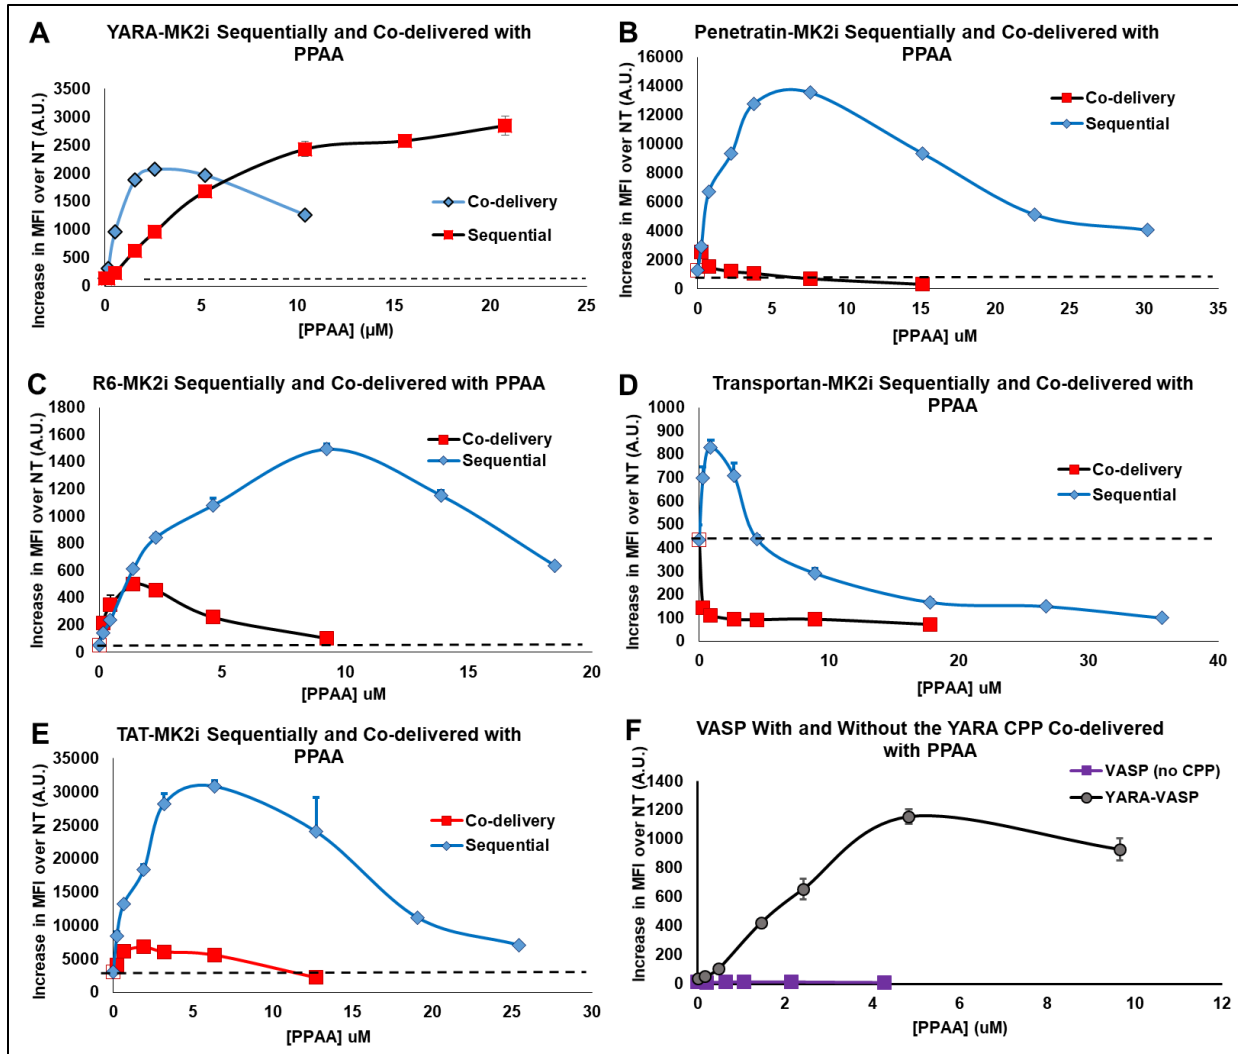 A
YARA-MK2i Sequentially and Co-delivered with
PPAA
Increase in MFI over NT (A.U.)
3500
3000
2500
2000
1500
1000
500
0
0 5 10 15 20 25
[PPAA] (µM)
Co-delivery
Sequential
B
Penetratin-MK2i Sequentially and Co-delivered with
PPAA
Increase in MFI over NT (A.U.)
16000
14000
12000
10000
8000
6000
4000
2000
0
0 5 10 15 20 25 30 35
[PPAA] uM
Co-delivery
Sequential
C
R6-MK2i Sequentially and Co-delivered with PPAA
Increase in MFI over NT (A.U.)
1800
1600
1400
1200
1000
800
600
400
200
0
0 5 10 15 20
[PPAA] uM
Co-delivery
Sequential
D
Transportan-MK2i Sequentially and Co-delivered with
PPAA
Increase in MFI over NT (A.U.)
1000
900
800
700
600
500
400
300
200
100
0
0 10 20 30 40
[PPAA] uM
Co-delivery
Sequential
E
TAT-MK2i Sequentially and Co-delivered with
PPAA
Increase in MFI over NT (A.U.)
35000
30000
25000
20000
15000
10000
5000
0
0 5 10 15 20 25 30
[PPAA] uM
Co-delivery
Sequential
F
VASP With and Without the YARA CPP Co-delivered
with PPAA
Increase in MFI over NT (A.U.)
1400
1200
1000
800
600
400
200
0
0 2 4 6 8 10 12
[PPAA] (uM)
VASP (no CPP)
YARA-VASP